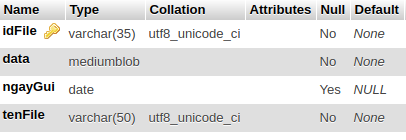 Name Type Collation Attributes Null Default
idFile varchar(35) utf8_unicode_ci No None
data mediumblob No None
ngayGui date Yes NULL
tenFile varchar(50) utf8_unicode_ci No None